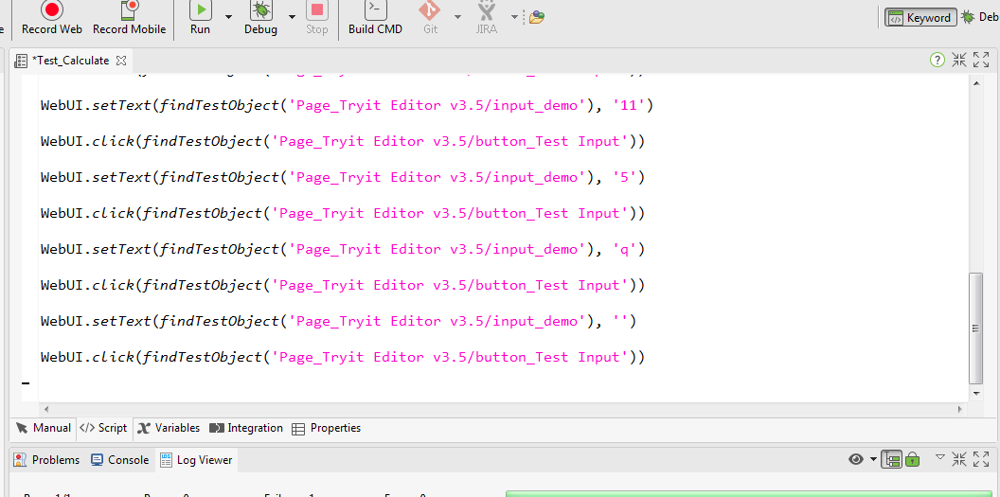 Record Web Record Mobile Run Debug Stop Build CMD Git JIRA Keyword Deb
*Test_Calculate
WebUI.setText(findTestObject('Page_Tryit Editor v3.5/input_demo'), '11')
WebUI.click(findTestObject('Page_Tryit Editor v3.5/button_Test Input'))
WebUI.setText(findTestObject('Page_Tryit Editor v3.5/input_demo'), '5')
WebUI.click(findTestObject('Page_Tryit Editor v3.5/button_Test Input'))
WebUI.setText(findTestObject('Page_Tryit Editor v3.5/input_demo'), 'q')
WebUI.click(findTestObject('Page_Tryit Editor v3.5/button_Test Input'))
WebUI.setText(findTestObject('Page_Tryit Editor v3.5/input_demo'), '')
WebUI.click(findTestObject('Page_Tryit Editor v3.5/button_Test Input'))
Manual </> Script Variables Integration Properties
Problems Console Log Viewer